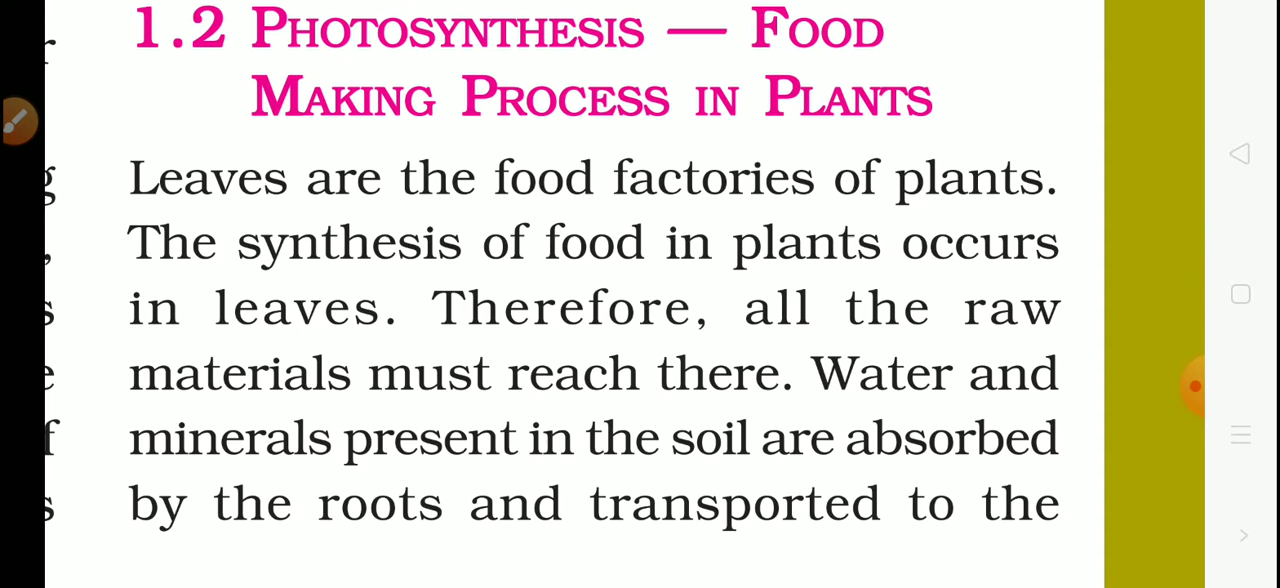 1.2 PHOTOSYNTHESIS — FOOD
MAKING PROCESS IN PLANTS
Leaves are the food factories of plants.
The synthesis of food in plants occurs
in leaves. Therefore, all the raw
materials must reach there. Water and
minerals present in the soil are absorbed
by the roots and transported to the